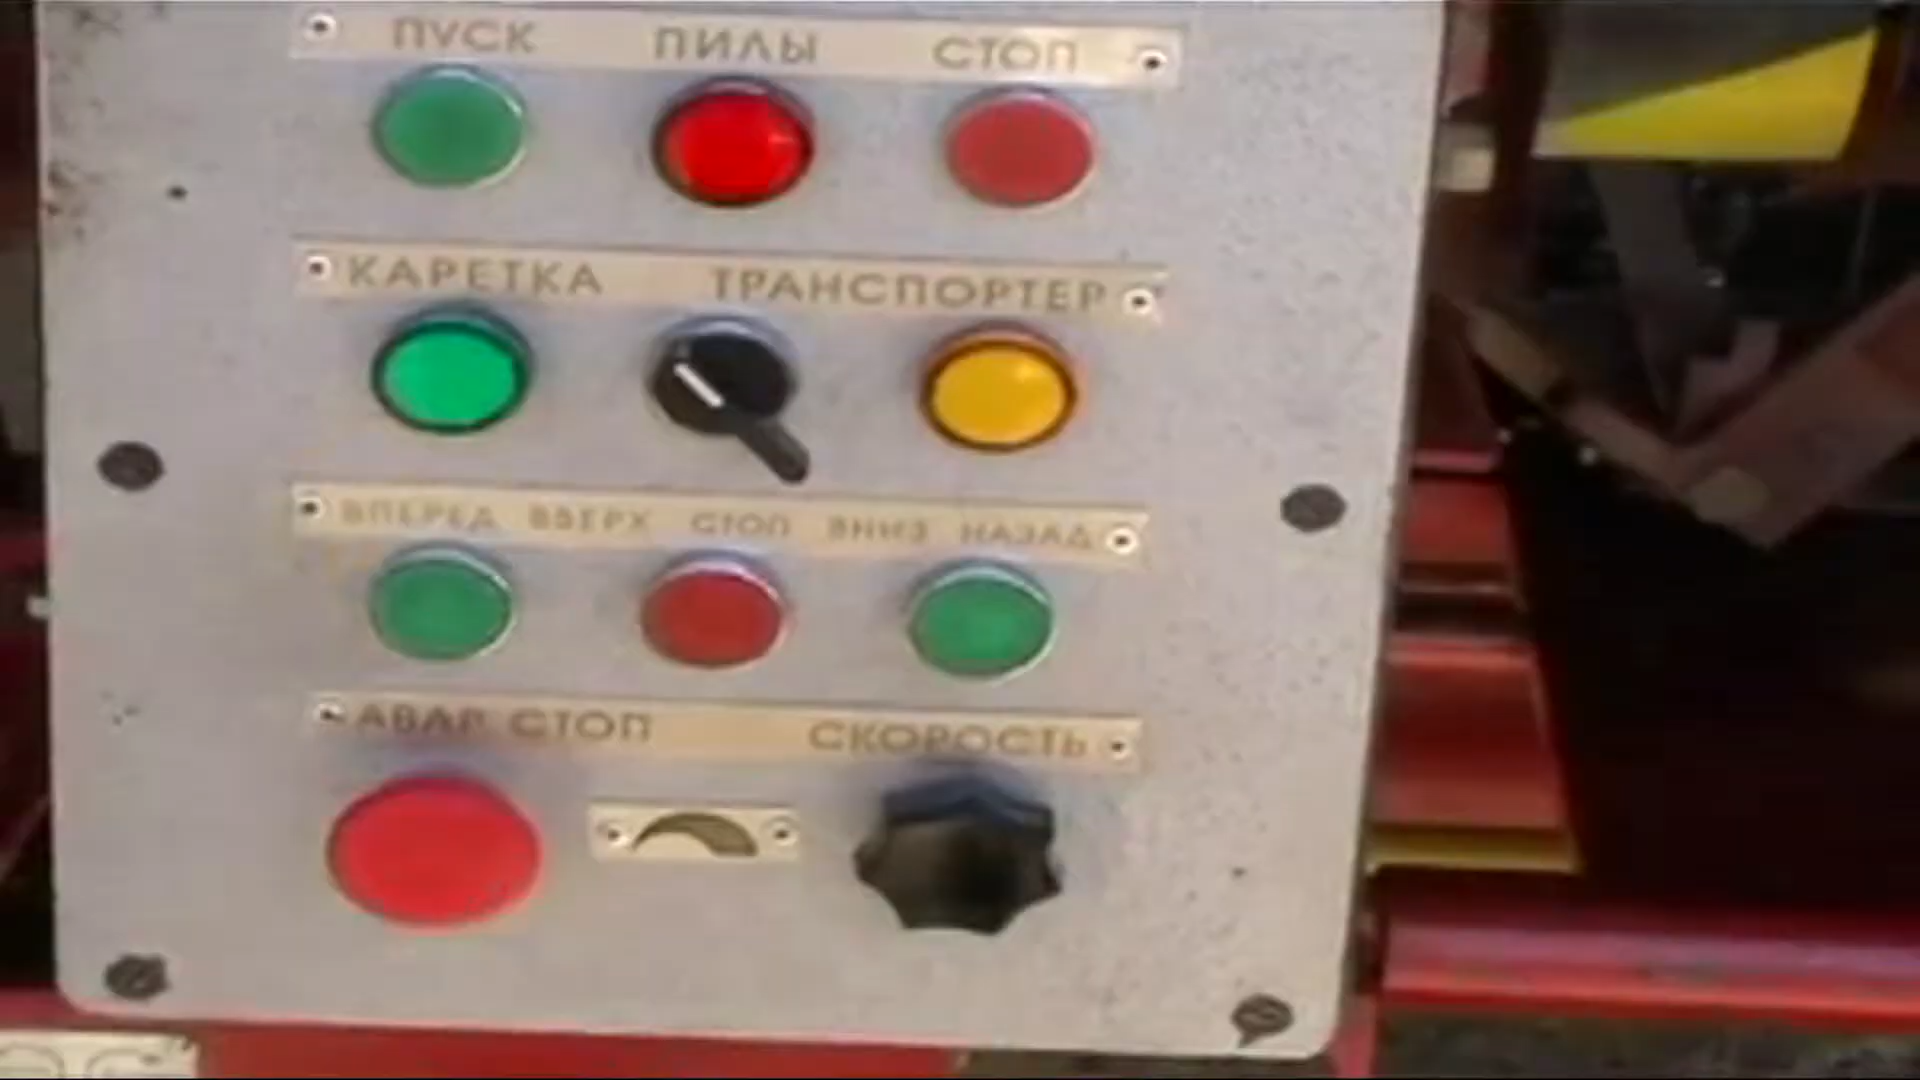 ПУСК ПИЛЫ СТОП
КАРЕТКА ТРАНСПОРТЕР
ВПЕРЕД ВВЕРХ СТОП ВНИЗ НАЗАД
АВАР. СТОП СКОРОСТЬ